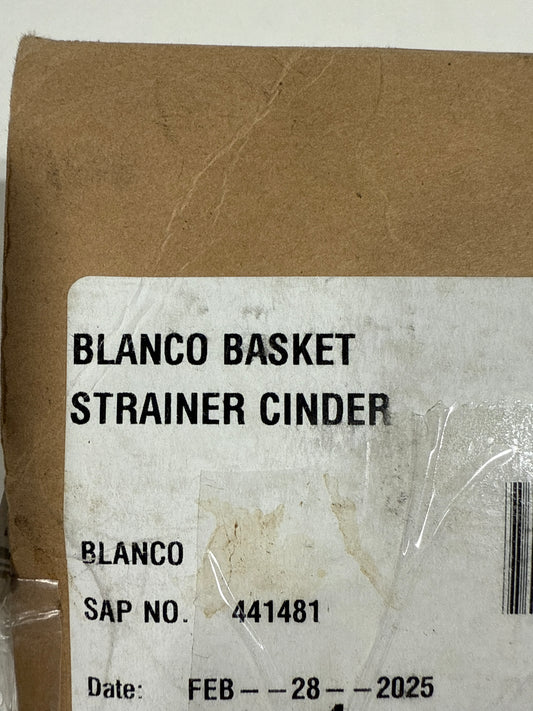 BLANCO BASKET
STRAINER CINDER
BLANCO
SAP NO. 441481
Date: FEB--28--2025